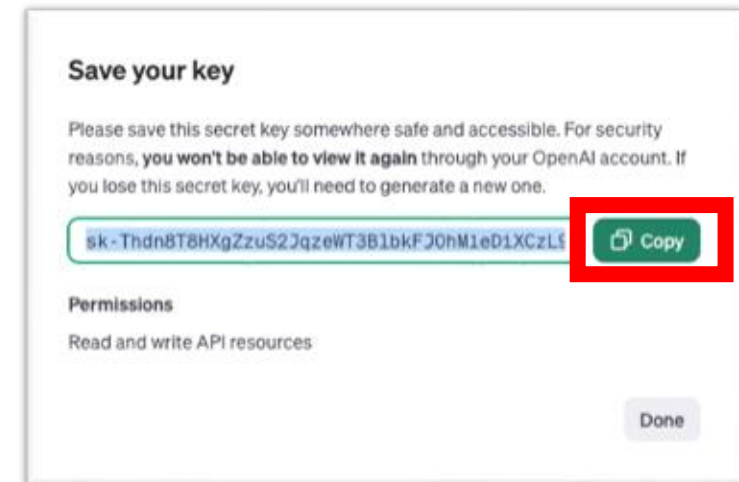 Save your key
Please save this secret key somewhere safe and accessible. For security
reasons, you won't be able to view it again through your OpenAI account. If
you lose this secret key, you'll need to generate a new one.
Copy
Permissions
Read and write API resources
Done